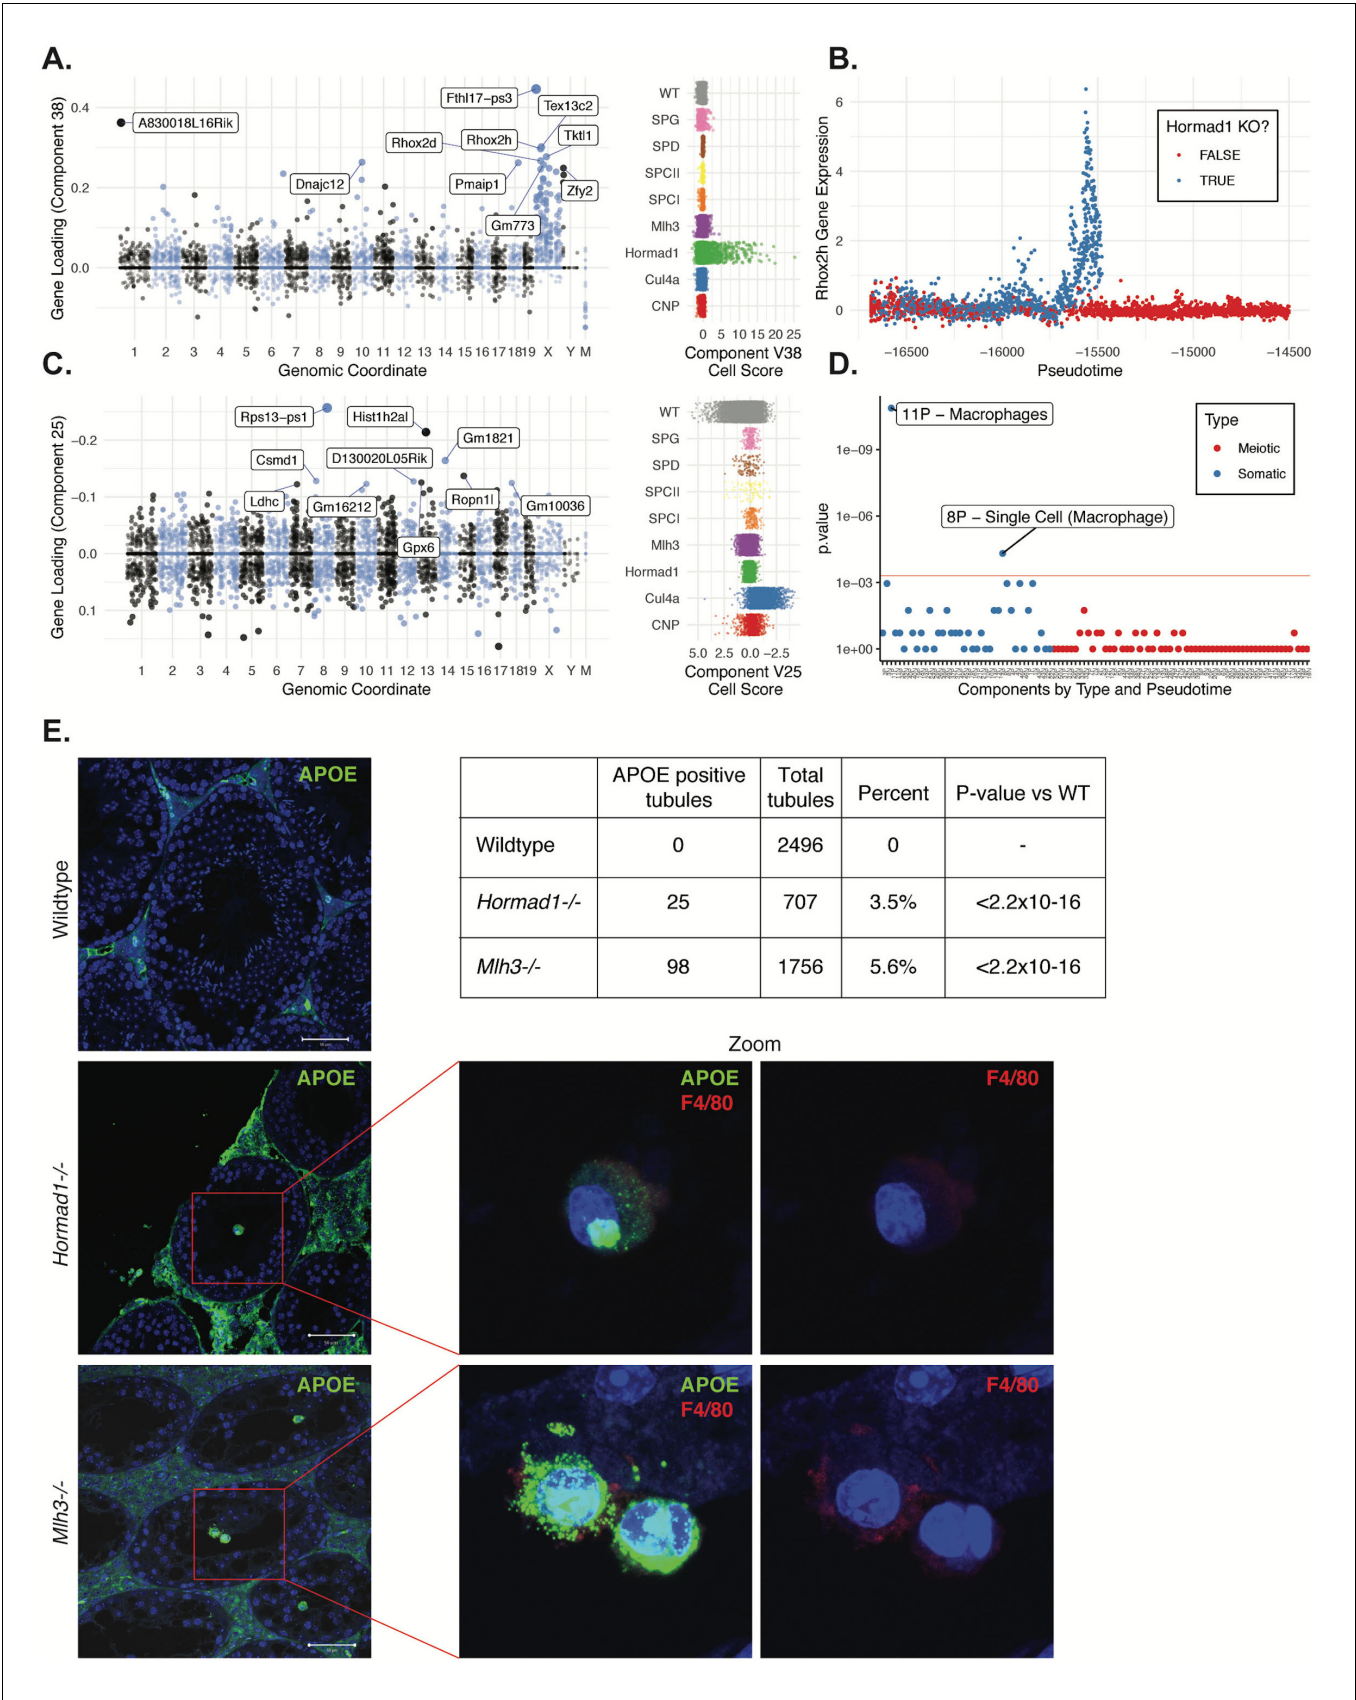 A.
Gene Loading (Component 38)
0.4
0.2
0.0
A830018L16Rik
Fthl17-ps3
Tex13c2
Rhox2d
Rhox2h
Tktl1
Dnajc12
Pmaip1
Zfy2
Gm773
1 2 3 4 5 6 7 8 9 10 11 12 13 14 15 16 17 18 19 X Y M
Genomic Coordinate
WT
SPG
SPD
SPCII
SPCI
Mlh3
Hormad1
Cul4a
CNP
0 5 10 15 20 25
Component V38
Cell Score
B.
Rhox2h Gene Expression
6
4
2
0
Hormad1 KO?
FALSE
TRUE
−16500 −16000 −15500 −15000 −14500
Pseudotime
C.
Gene Loading (Component 25)
−0.2
−0.1
0.0
0.1
Rps13-ps1
Hist1h2al
Gm1821
Csmd1
D130020L05Rik
Ldhc
Gm16212
Ropn1l
Gm10036
Gpx6
1 2 3 4 5 6 7 8 9 10 11 12 13 14 15 16 17 18 19 X Y M
Genomic Coordinate
WT
SPG
SPD
SPCII
SPCI
Mlh3
Hormad1
Cul4a
CNP
5.0 2.5 0.0 −2.5
Component V25
Cell Score
D.
p.value
1e−09
1e−06
1e−03
1e+00
11P − Macrophages
8P − Single Cell (Macrophage)
Type
Meiotic
Somatic
Components by Type and Pseudotime
E.
Wildtype
APOE
APOE positive tubules Total tubules Percent P-value vs WT
Wildtype 0 2496 0 -
Hormad1-/- 25 707 3.5% <2.2x10-16
Mlh3-/- 98 1756 5.6% <2.2x10-16
Zoom
Hormad1-/-
APOE
APOE
F4/80
F4/80
Mlh3-/-
APOE
APOE
F4/80
F4/80